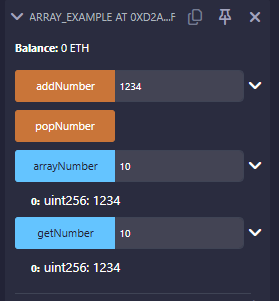 ARRAY_EXAMPLE AT 0XD2A...F
Balance: 0 ETH
addNumber 1234
popNumber
arrayNumber 10
0: uint256: 1234
getNumber 10
0: uint256: 1234